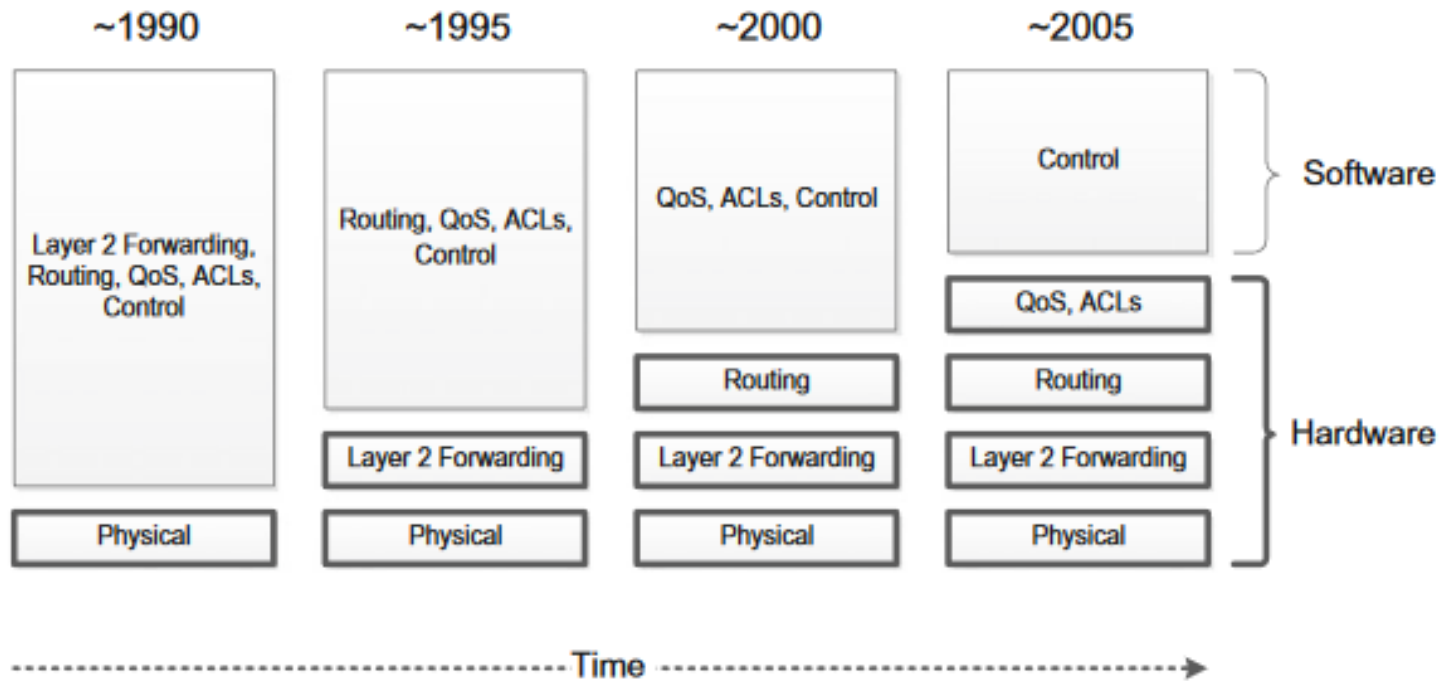 ~1990
~1995
~2000
~2005
Layer 2 Forwarding,
Routing, QoS, ACLs,
Control
Physical
Routing, QoS, ACLs,
Control
Layer 2 Forwarding
Physical
QoS, ACLs, Control
Routing
Layer 2 Forwarding
Physical
Control
QoS, ACLs
Routing
Layer 2 Forwarding
Physical
Software
Hardware
Time